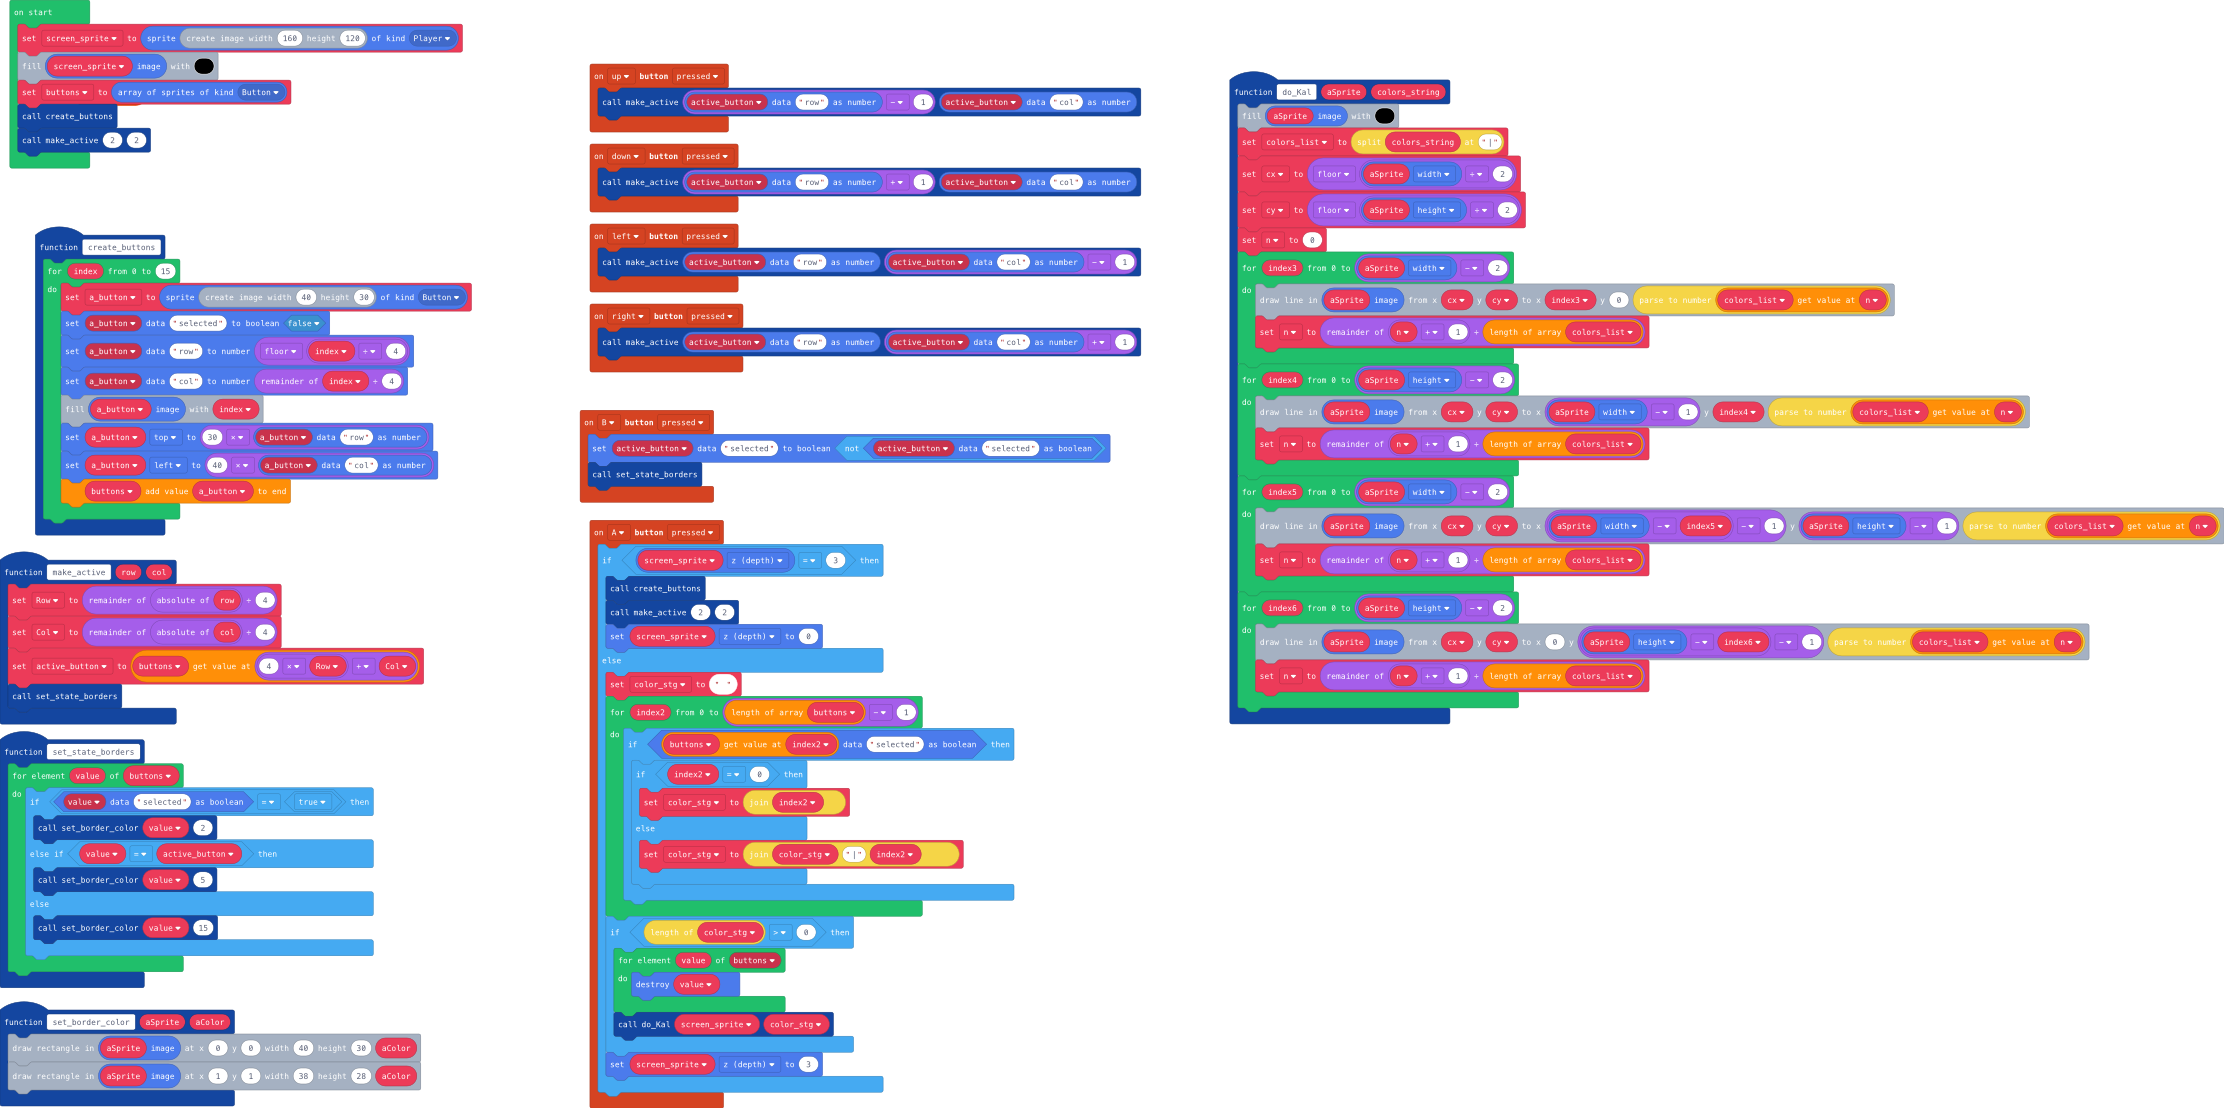 on start
set screen_sprite to sprite create image width 160 height 120 of kind Player
fill screen_sprite image with
set buttons to array of sprites of kind Button
call create_buttons
call make_active 2 2
function create_buttons
for index from 0 to 15
do
set a_button to sprite create image width 40 height 30 of kind Button
set a_button data "selected" to boolean false
set a_button data "row" to number floor index ÷ 4
set a_button data "col" to number remainder of index ÷ 4
fill a_button image with index
set a_button top to 30 × a_button data "row" as number
set a_button left to 40 × a_button data "col" as number
buttons add value a_button to end
function make_active row col
set Row to remainder of absolute of row ÷ 4
set Col to remainder of absolute of col ÷ 4
set active_button to buttons get value at 4 × Row + Col
call set_state_borders
function set_state_borders
for element value of buttons
do
if value data "selected" as boolean = true then
call set_border_color value 2
else if value = active_button then
call set_border_color value 5
else
call set_border_color value 15
function set_border_color aSprite aColor
draw rectangle in aSprite image at x 0 y 0 width 40 height 30 aColor
draw rectangle in aSprite image at x 1 y 1 width 38 height 28 aColor
on up button pressed
call make_active active_button data "row" as number - 1 active_button data "col" as number
on down button pressed
call make_active active_button data "row" as number + 1 active_button data "col" as number
on left button pressed
call make_active active_button data "row" as number active_button data "col" as number - 1
on right button pressed
call make_active active_button data "row" as number active_button data "col" as number + 1
on B button pressed
set active_button data "selected" to boolean not active_button data "selected" as boolean
call set_state_borders
on A button pressed
if screen_sprite z (depth) = 3 then
call create_buttons
call make_active 2 2
set screen_sprite z (depth) to 0
else
set color_stg to " "
for index2 from 0 to length of array buttons - 1
do
if buttons get value at index2 data "selected" as boolean then
if index2 = 0 then
set color_stg to join index2
else
set color_stg to join color_stg "|" index2
if length of color_stg > 0 then
for element value of buttons
do
destroy value
call do_Kal screen_sprite color_stg
set screen_sprite z (depth) to 3
function do_Kal aSprite colors_string
fill aSprite image with
set colors_list to split colors_string at "|"
set cx to floor aSprite width ÷ 2
set cy to floor aSprite height ÷ 2
set n to 0
for index3 from 0 to aSprite width - 2
do
draw line in aSprite image from x cx y cy to x index3 y 0 parse to number colors_list get value at n
set n to remainder of n + 1 ÷ length of array colors_list
for index4 from 0 to aSprite height - 2
do
draw line in aSprite image from x cx y cy to x aSprite width - 1 y index4 parse to number colors_list get value at n
set n to remainder of n + 1 ÷ length of array colors_list
for index5 from 0 to aSprite width - 2
do
draw line in aSprite image from x cx y cy to x aSprite width - index5 - 1 y aSprite height - 1 parse to number colors_list get value at n
set n to remainder of n + 1 ÷ length of array colors_list
for index6 from 0 to aSprite height - 2
do
draw line in aSprite image from x cx y cy to x 0 y aSprite height - index6 - 1 parse to number colors_list get value at n
set n to remainder of n + 1 ÷ length of array colors_list